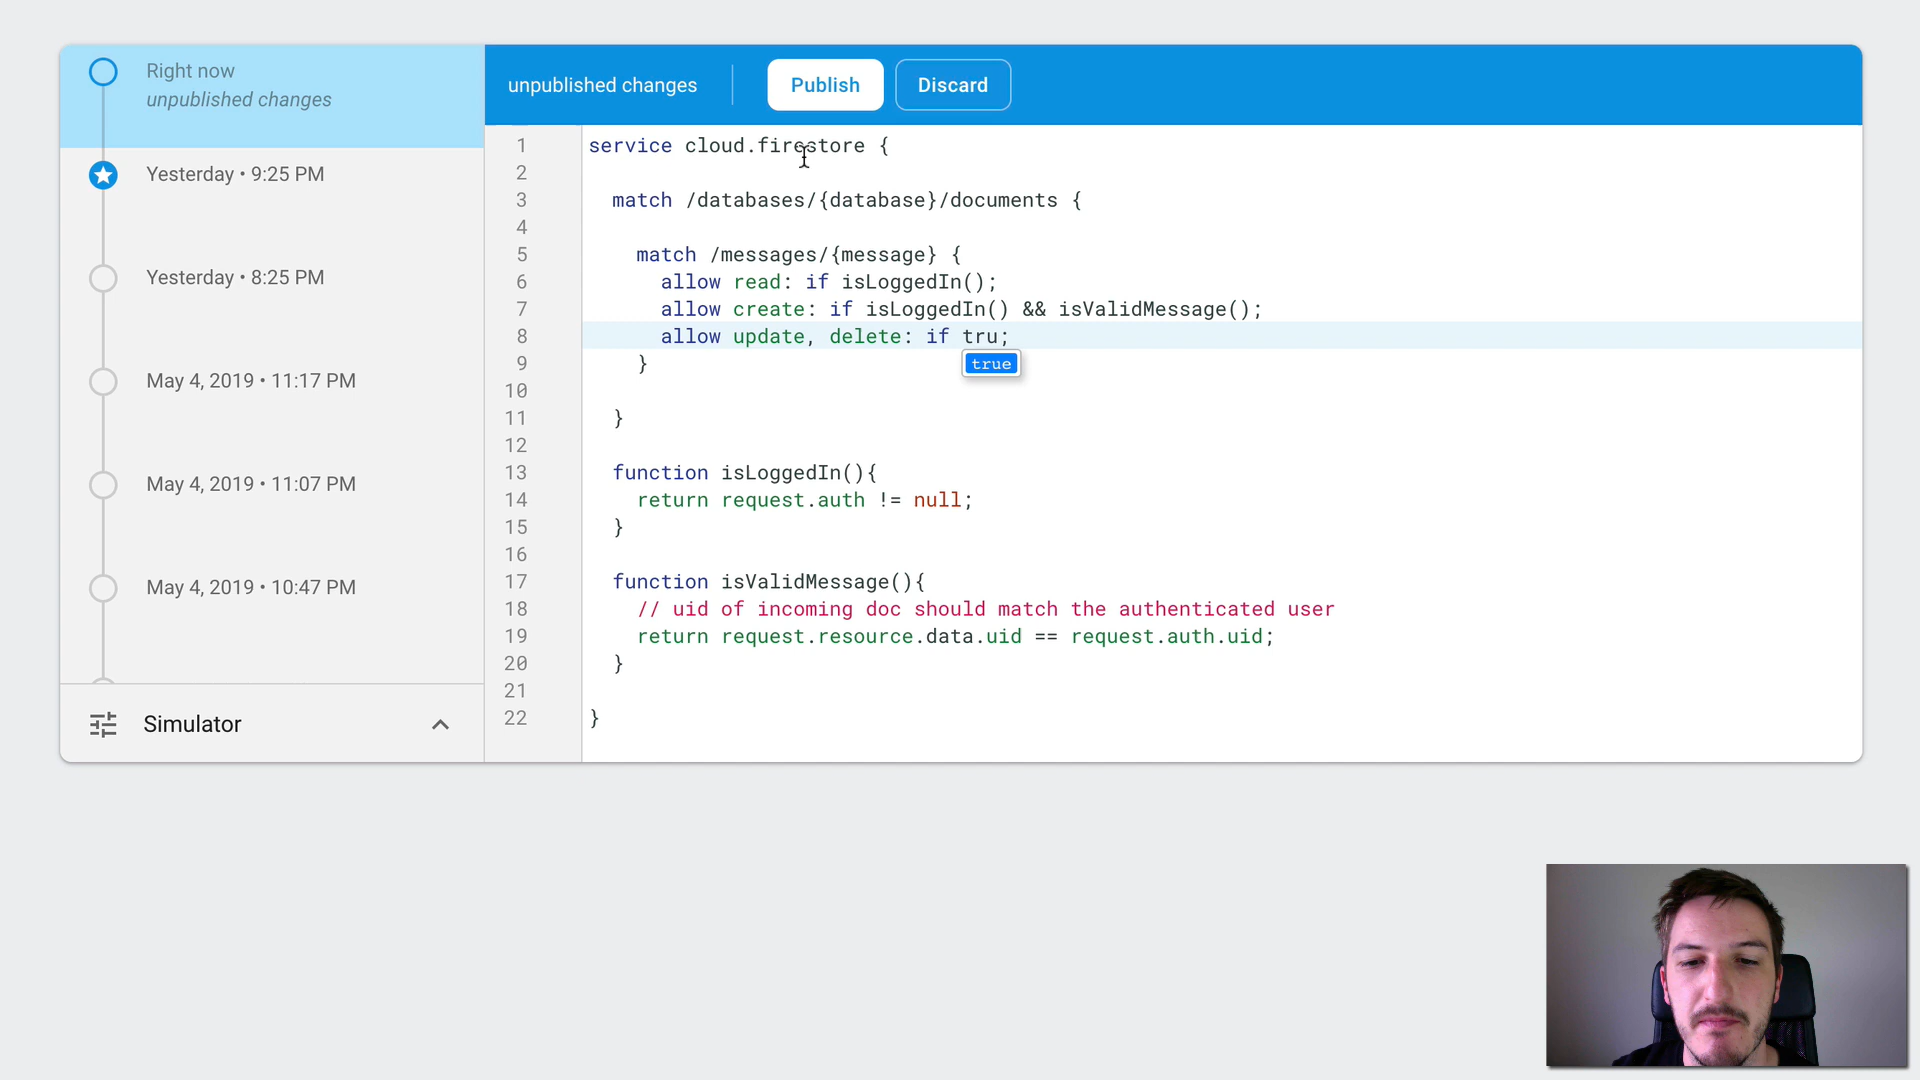 Right now
unpublished changes
Yesterday • 9:25 PM
Yesterday • 8:25 PM
May 4, 2019 • 11:17 PM
May 4, 2019 • 11:07 PM
May 4, 2019 • 10:47 PM
Simulator
unpublished changes
Publish
Discard
1 service cloud.firestore {
2
3 match /databases/{database}/documents {
4
5 match /messages/{message} {
6 allow read: if isLoggedIn();
7 allow create: if isLoggedIn() && isValidMessage();
8 allow update, delete: if tru;
true
9 }
10
11 }
12
13 function isLoggedIn(){
14 return request.auth != null;
15 }
16
17 function isValidMessage(){
18 // uid of incoming doc should match the authenticated user
19 return request.resource.data.uid == request.auth.uid;
20 }
21
22 }